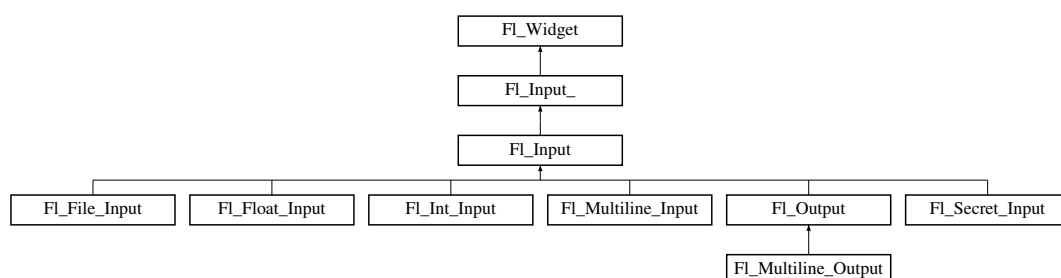 Fl_Widget
Fl_Input_
Fl_Input
Fl_File_Input
Fl_Float_Input
Fl_Int_Input
Fl_Multiline_Input
Fl_Output
Fl_Secret_Input
Fl_Multiline_Output